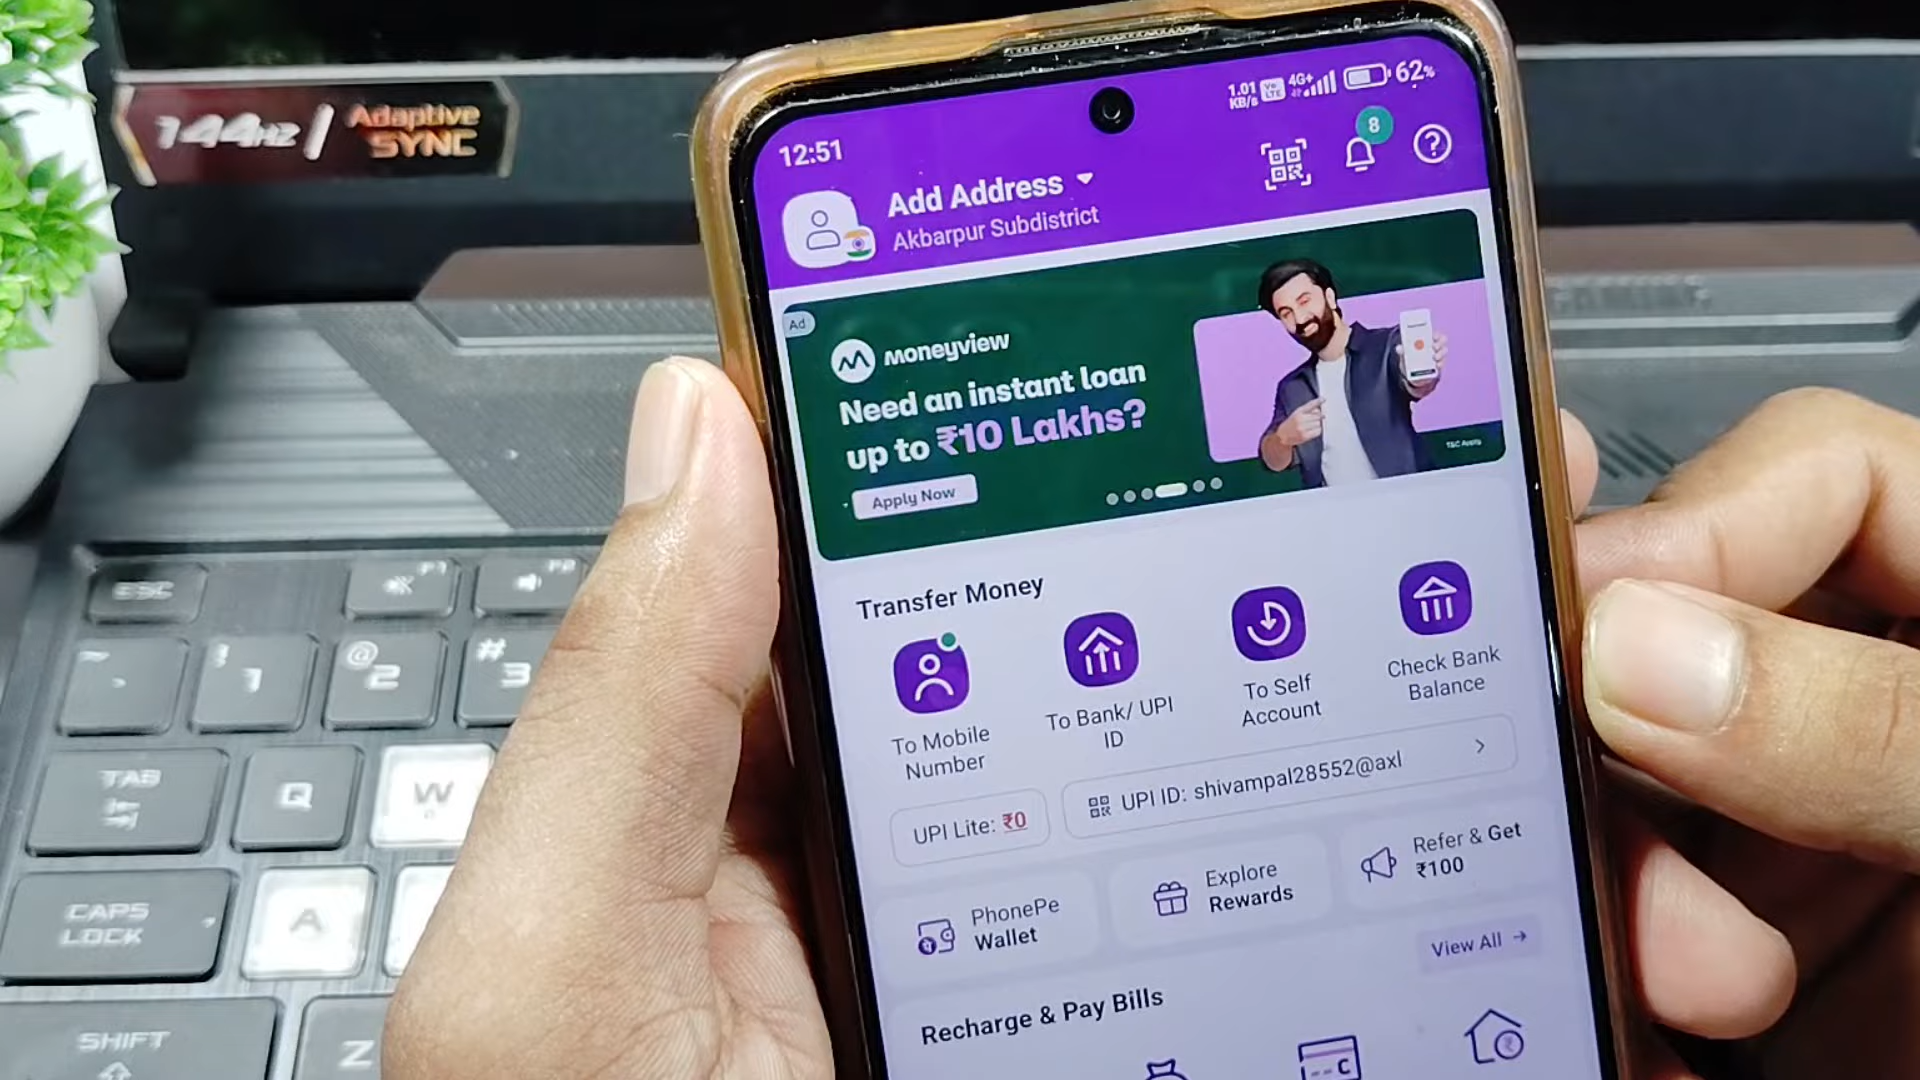 144Hz / Adaptive
SYNC
12:51
1.01
KB/s
Vo
LTE
4G+
62%
8
Add Address
Akbarpur Subdistrict
Ad
moneyview
Need an instant loan
up to ₹10 Lakhs?
Apply Now
T&C Apply
Transfer Money
To Mobile
Number
To Bank/ UPI
ID
To Self
Account
Check Bank
Balance
UPI Lite: ₹0
UPI ID: shivampal28552@axl
PhonePe
Wallet
Explore
Rewards
Refer & Get
₹100
View All →
Recharge & Pay Bills
ESC
F1
F2
~
1
@
2
#
3
TAB
Q
W
CAPS
LOCK
A
SHIFT
Z